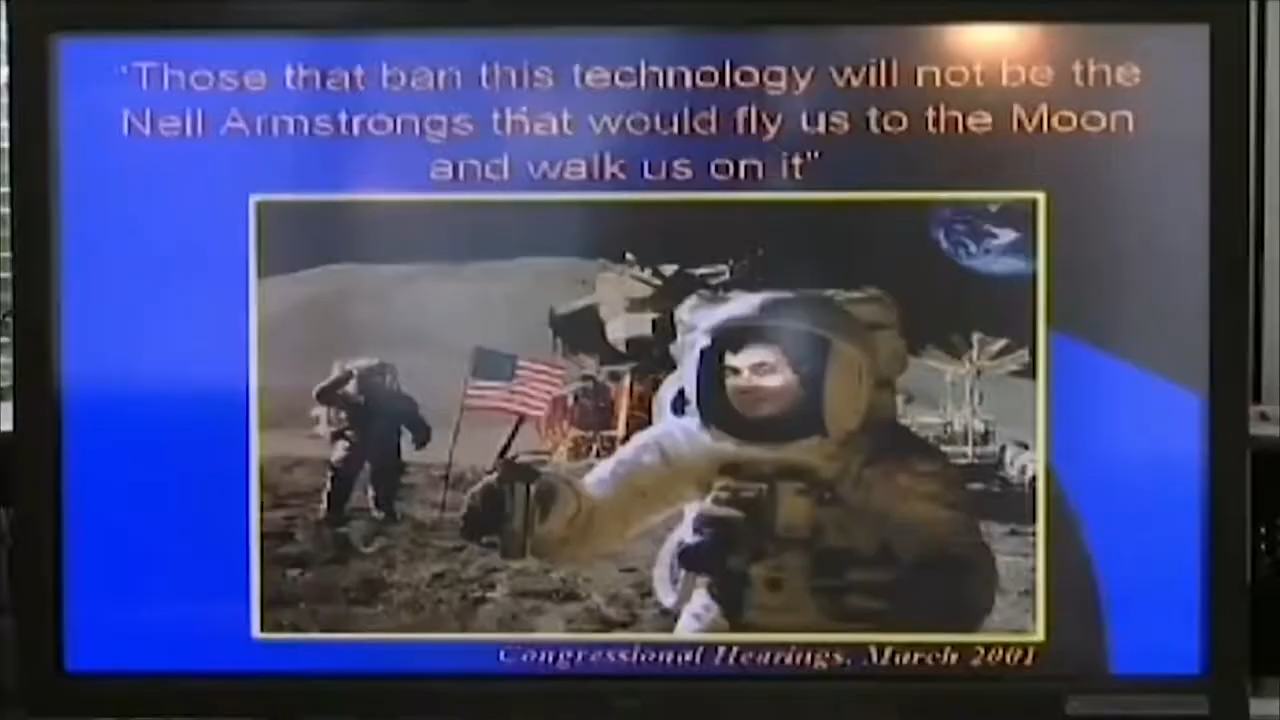 "Those that ban this technology will not be the
Neil Armstrongs that would fly us to the Moon
and walk us on it"
Congressional Hearings, March 2001